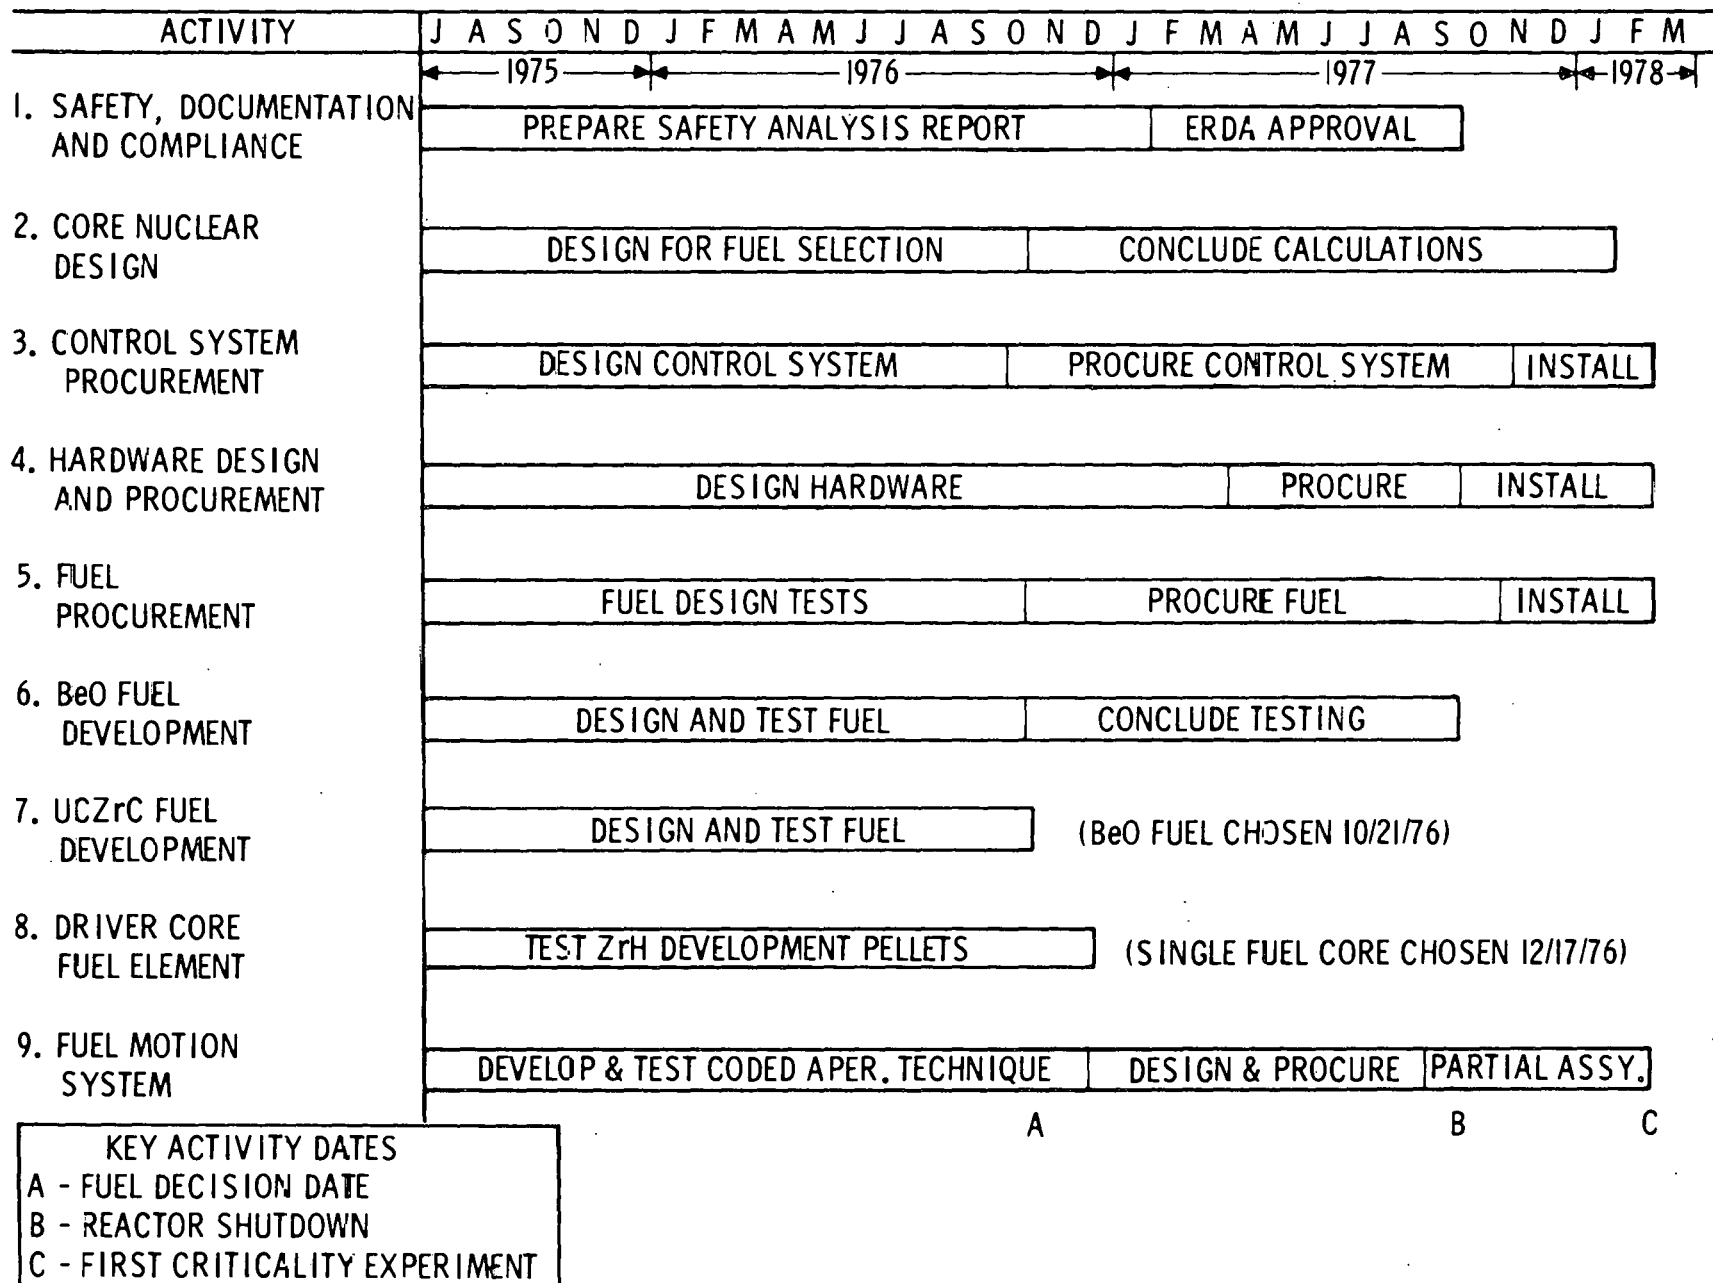 ACTIVITY J A S O N D J F M A M J J A S O N D J F M A M J J A S O N D J F M
1975 1976 1977 1978
1. SAFETY, DOCUMENTATION
AND COMPLIANCE
PREPARE SAFETY ANALYSIS REPORT ERDA APPROVAL
2. CORE NUCLEAR
DESIGN
DESIGN FOR FUEL SELECTION CONCLUDE CALCULATIONS
3. CONTROL SYSTEM
PROCUREMENT
DESIGN CONTROL SYSTEM PROCURE CONTROL SYSTEM INSTALL
4. HARDWARE DESIGN
AND PROCUREMENT
DESIGN HARDWARE PROCURE INSTALL
5. FUEL
PROCUREMENT
FUEL DESIGN TESTS PROCURE FUEL INSTALL
6. BeO FUEL
DEVELOPMENT
DESIGN AND TEST FUEL CONCLUDE TESTING
7. UCZrC FUEL
DEVELOPMENT
DESIGN AND TEST FUEL (BeO FUEL CHOSEN 10/21/76)
8. DRIVER CORE
FUEL ELEMENT
TEST ZrH DEVELOPMENT PELLETS (SINGLE FUEL CORE CHOSEN 12/17/76)
9. FUEL MOTION
SYSTEM
DEVELOP & TEST CODED APER. TECHNIQUE DESIGN & PROCURE PARTIAL ASSY.
A B C
KEY ACTIVITY DATES
A - FUEL DECISION DATE
B - REACTOR SHUTDOWN
C - FIRST CRITICALITY EXPERIMENT